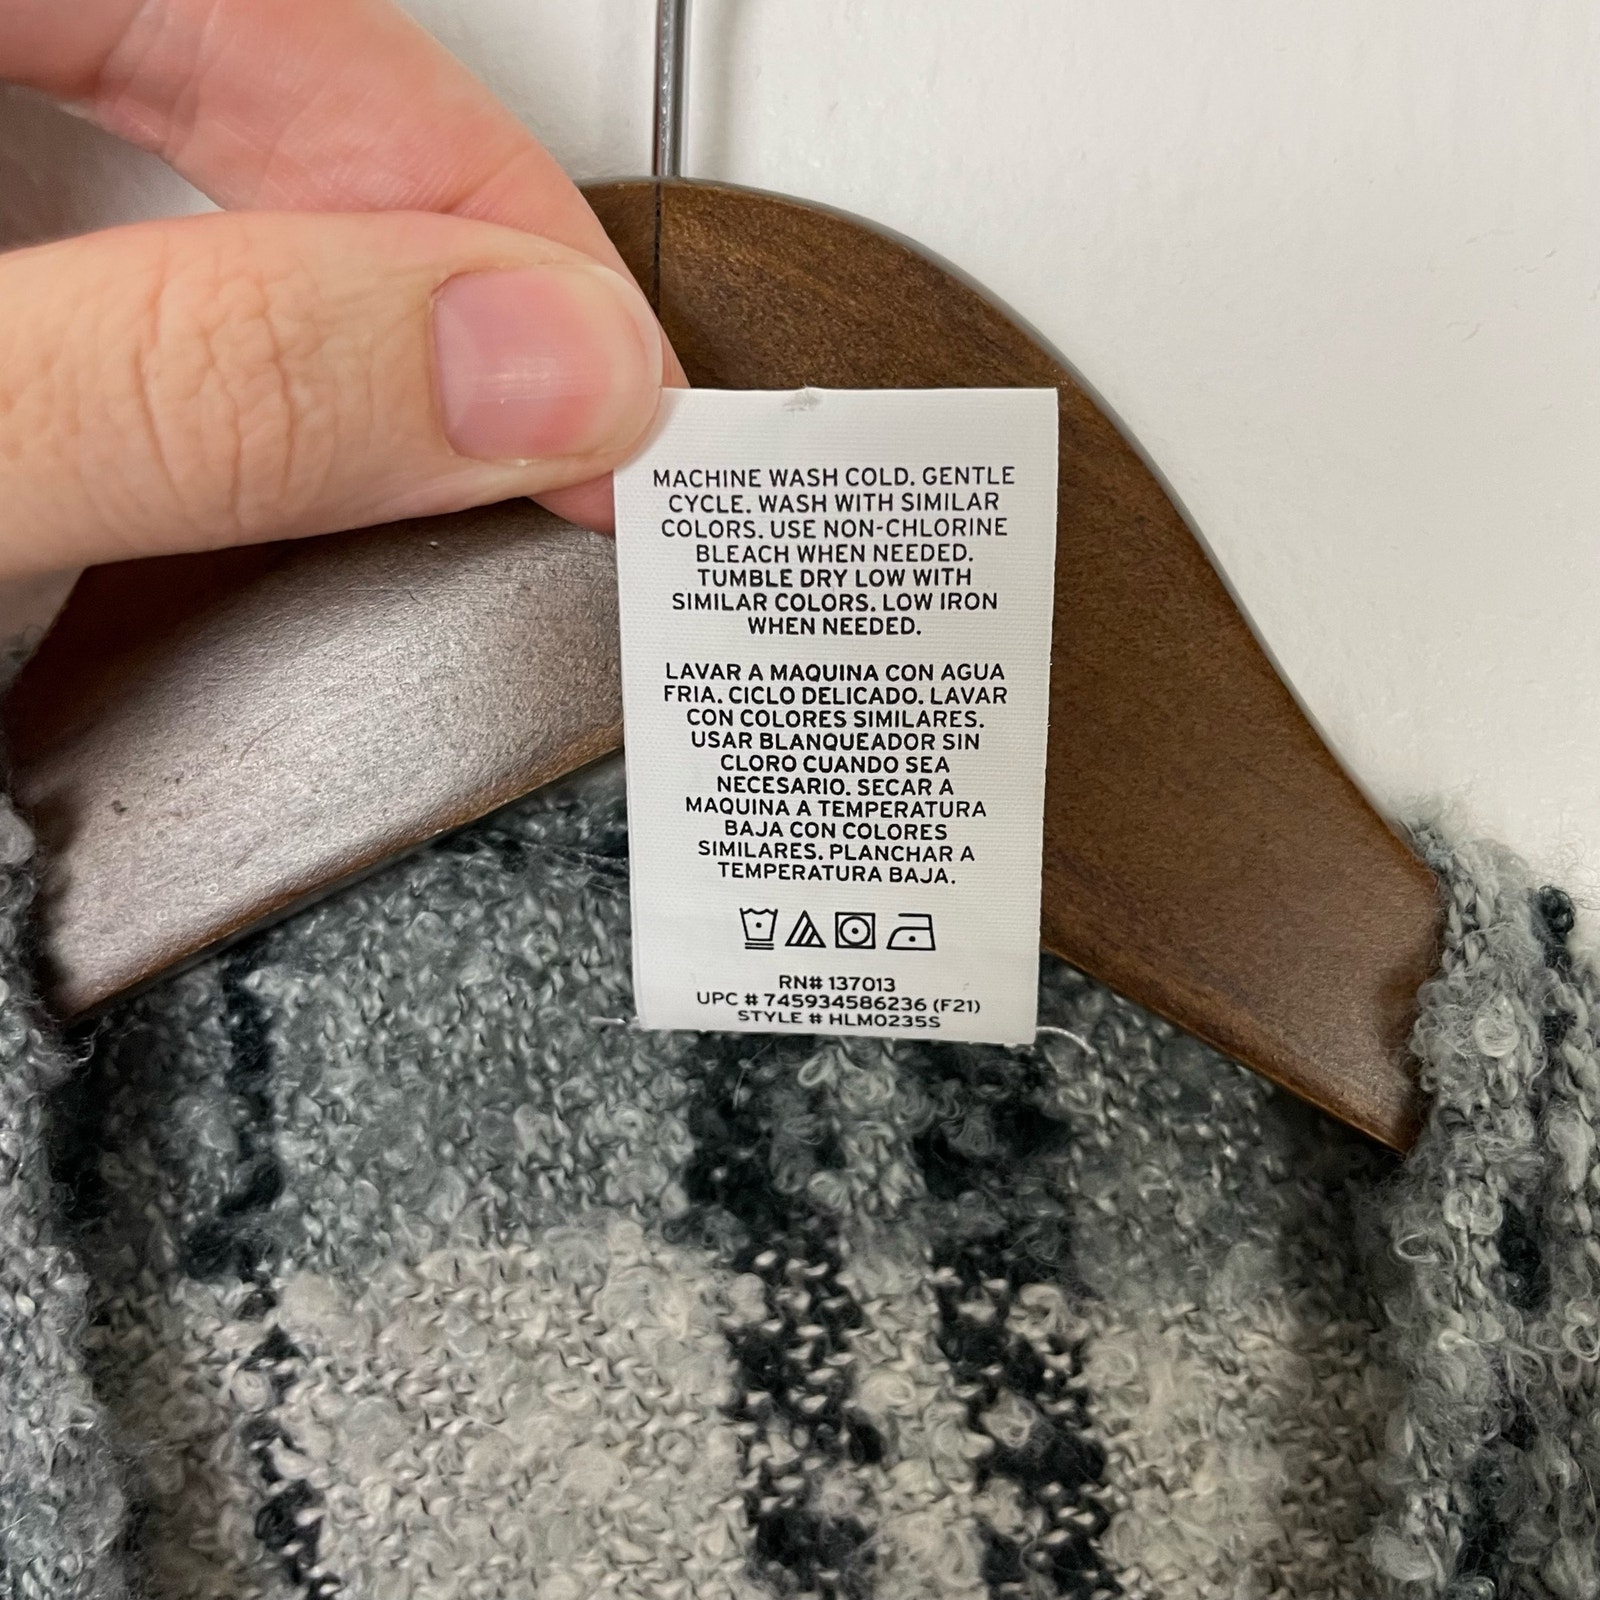 MACHINE WASH COLD. GENTLE
CYCLE. WASH WITH SIMILAR
COLORS. USE NON-CHLORINE
BLEACH WHEN NEEDED.
TUMBLE DRY LOW WITH
SIMILAR COLORS. LOW IRON
WHEN NEEDED.
LAVAR A MAQUINA CON AGUA
FRIA. CICLO DELICADO. LAVAR
CON COLORES SIMILARES.
USAR BLANQUEADOR SIN
CLORO CUANDO SEA
NECESARIO. SECAR A
MAQUINA A TEMPERATURA
BAJA CON COLORES
SIMILARES. PLANCHAR A
TEMPERATURA BAJA.
RN# 137013
UPC # 745934586236 (F21)
STYLE # HLM0235S